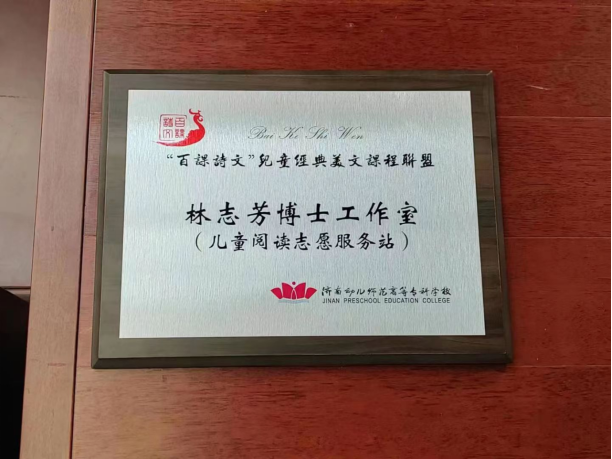 百課詩文
Bai Ke Shi Wen
“百課詩文”兒童經典美文課程聯盟
林志芳博士工作室
（儿童阅读志愿服务站）
济南幼儿师范高等专科学校
JINAN PRESCHOOL EDUCATION COLLEGE